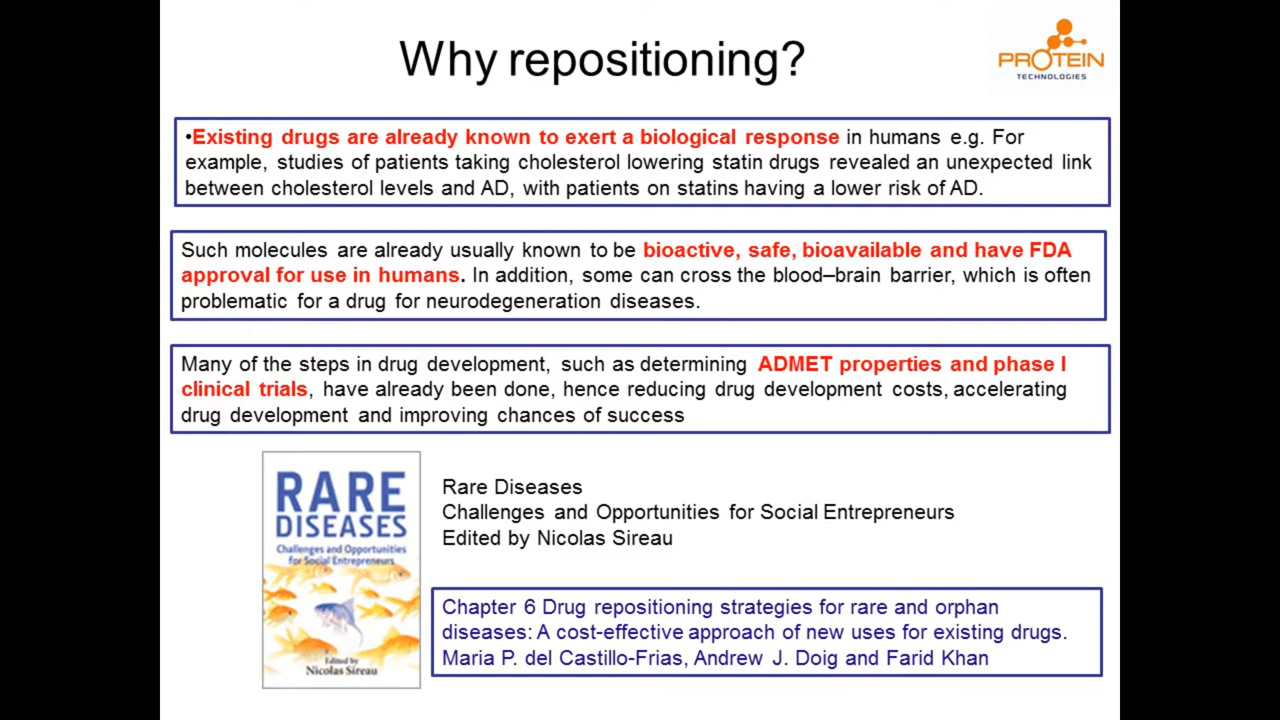 Why repositioning?
PROTEIN
TECHNOLOGIES
•Existing drugs are already known to exert a biological response in humans e.g. For
example, studies of patients taking cholesterol lowering statin drugs revealed an unexpected link
between cholesterol levels and AD, with patients on statins having a lower risk of AD.
Such molecules are already usually known to be bioactive, safe, bioavailable and have FDA
approval for use in humans. In addition, some can cross the blood–brain barrier, which is often
problematic for a drug for neurodegeneration diseases.
Many of the steps in drug development, such as determining ADMET properties and phase I
clinical trials, have already been done, hence reducing drug development costs, accelerating
drug development and improving chances of success
RARE
DISEASES
Challenges and Opportunities
for Social Entrepreneurs
Edited by
Nicolas Sireau
Rare Diseases
Challenges and Opportunities for Social Entrepreneurs
Edited by Nicolas Sireau
Chapter 6 Drug repositioning strategies for rare and orphan
diseases: A cost-effective approach of new uses for existing drugs.
Maria P. del Castillo-Frias, Andrew J. Doig and Farid Khan